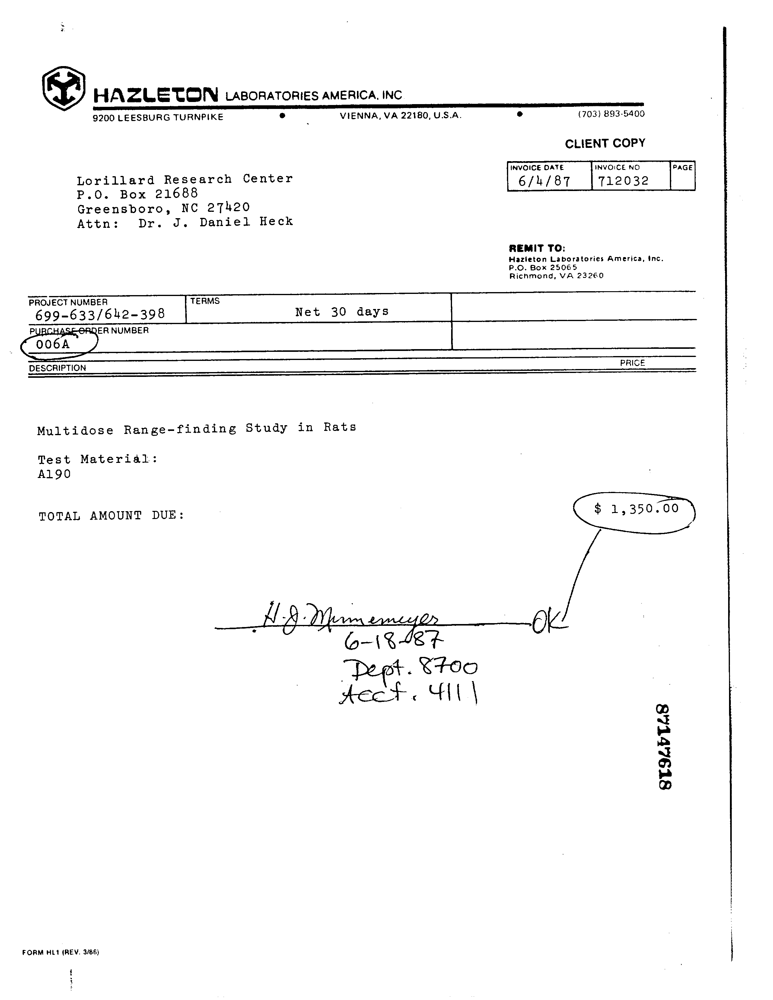 HAZLETON LABORATORIES AMERICA, INC
9200 LEESBURG TURNPIKE • VIENNA, VA 22180, U.S.A. • (703) 893-5400
CLIENT COPY
INVOICE DATE INVOICE NO PAGE
6/4/87 712032
Lorillard Research Center
P.O. Box 21688
Greensboro, NC 27420
Attn: Dr. J. Daniel Heck
REMIT TO:
Hazleton Laboratories America, Inc.
P.O. Box 25065
Richmond, VA 23260
PROJECT NUMBER TERMS
699-633/642-398 Net 30 days
PURCHASE ORDER NUMBER
006A
DESCRIPTION PRICE
Multidose Range-finding Study in Rats
Test Material:
A190
TOTAL AMOUNT DUE: $ 1,350.00
H. J. Minnemeyer OK
6-18-87
Dept. 8700
Acct. 4111
87147618
FORM HL1 (REV. 3/86)